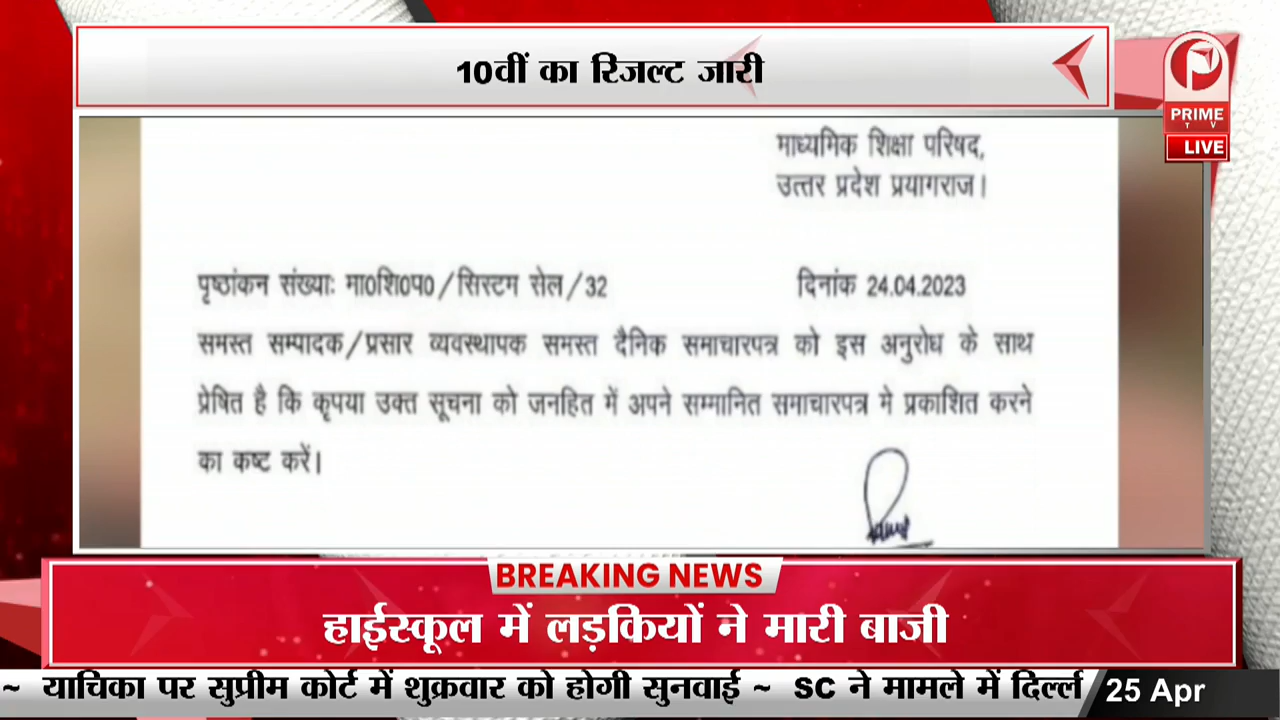 10वीं का रिजल्ट जारी
PRIME
TV
LIVE
माध्यमिक शिक्षा परिषद,
उत्तर प्रदेश प्रयागराज।
पृष्ठांकन संख्याः मा0शि0प0/सिस्टम सेल/32 दिनांक 24.04.2023
समस्त सम्पादक/प्रसार व्यवस्थापक समस्त दैनिक समाचारपत्र को इस अनुरोध के साथ
प्रेषित है कि कृपया उक्त सूचना को जनहित में अपने सम्मानित समाचारपत्र मे प्रकाशित करने
का कष्ट करें।
BREAKING NEWS
हाईस्कूल में लड़कियों ने मारी बाजी
~ याचिका पर सुप्रीम कोर्ट में शुक्रवार को होगी सुनवाई ~ SC ने मामले में 25 Apr